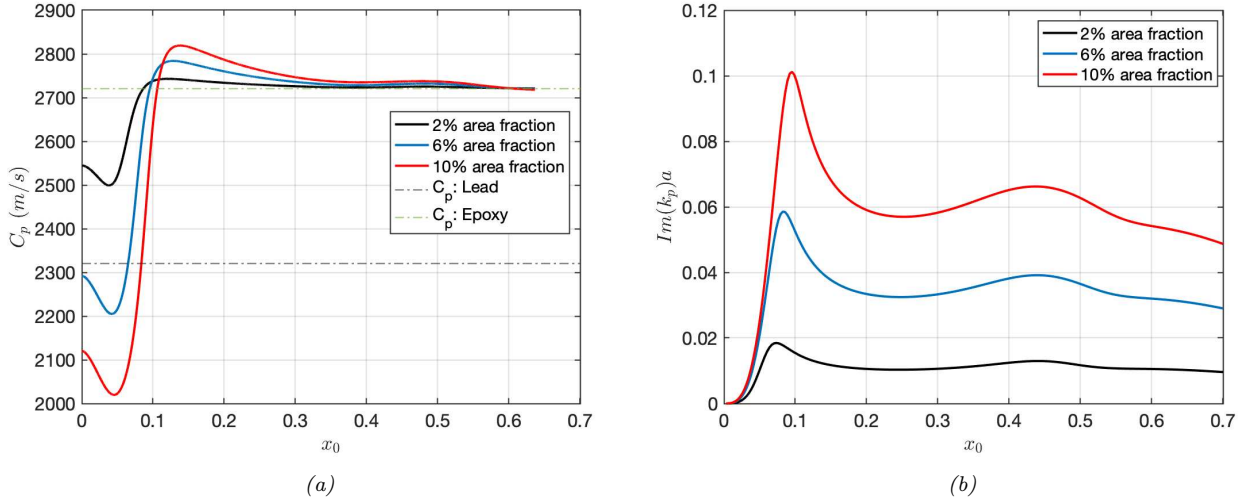 2900
2800
2700
2600
2500
2400
2300
2200
2100
2000
C_p (m/s)
2% area fraction
6% area fraction
10% area fraction
C_p: Lead
C_p: Epoxy
0 0.1 0.2 0.3 0.4 0.5 0.6 0.7
x_0
(a)
0.12
0.1
0.08
0.06
0.04
0.02
0
Im(k_p)a
2% area fraction
6% area fraction
10% area fraction
0 0.1 0.2 0.3 0.4 0.5 0.6 0.7
x_0
(b)